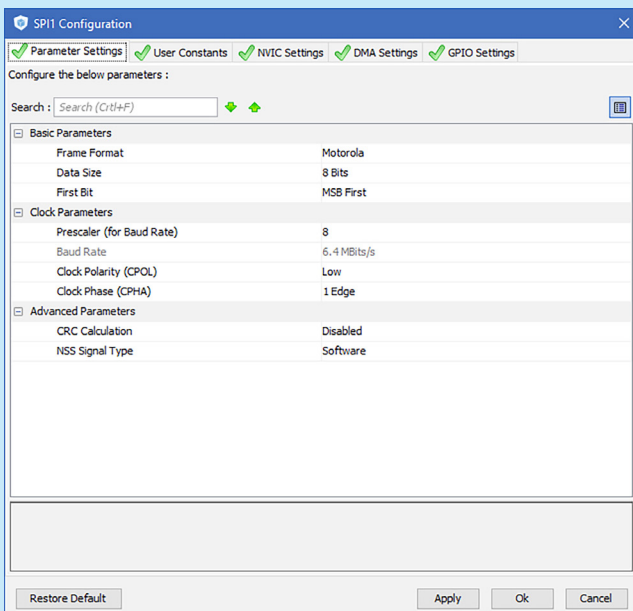 SPI1 Configuration
Parameter Settings User Constants NVIC Settings DMA Settings GPIO Settings
Configure the below parameters :
Search : Search (Crtl+F)
Basic Parameters
Frame Format Motorola
Data Size 8 Bits
First Bit MSB First
Clock Parameters
Prescaler (for Baud Rate) 8
Baud Rate 6.4 MBits/s
Clock Polarity (CPOL) Low
Clock Phase (CPHA) 1 Edge
Advanced Parameters
CRC Calculation Disabled
NSS Signal Type Software
Restore Default Apply Ok Cancel